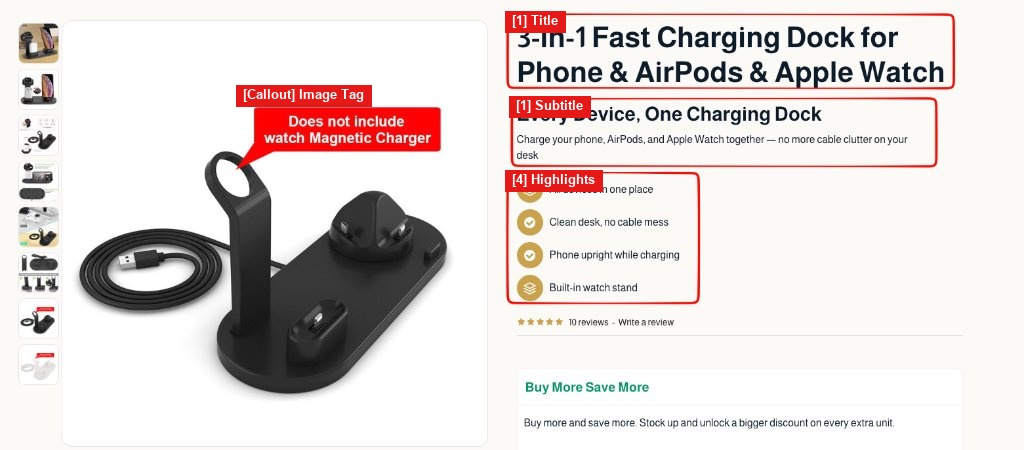 [Callout] Image Tag
Does not include
watch Magnetic Charger
[1] Title
3-in-1 Fast Charging Dock for
Phone & AirPods & Apple Watch
[1] Subtitle
Every Device, One Charging Dock
Charge your phone, AirPods, and Apple Watch together — no more cable clutter on your
desk
[4] Highlights
in one place
Clean desk, no cable mess
Phone upright while charging
Built-in watch stand
10 reviews - Write a review
Buy More Save More
Buy more and save more. Stock up and unlock a bigger discount on every extra unit.